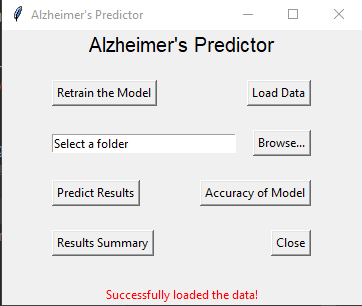 Alzheimer's Predictor
Alzheimer's Predictor
Retrain the Model Load Data
Select a folder Browse...
Predict Results Accuracy of Model
Results Summary Close
Successfully loaded the data!